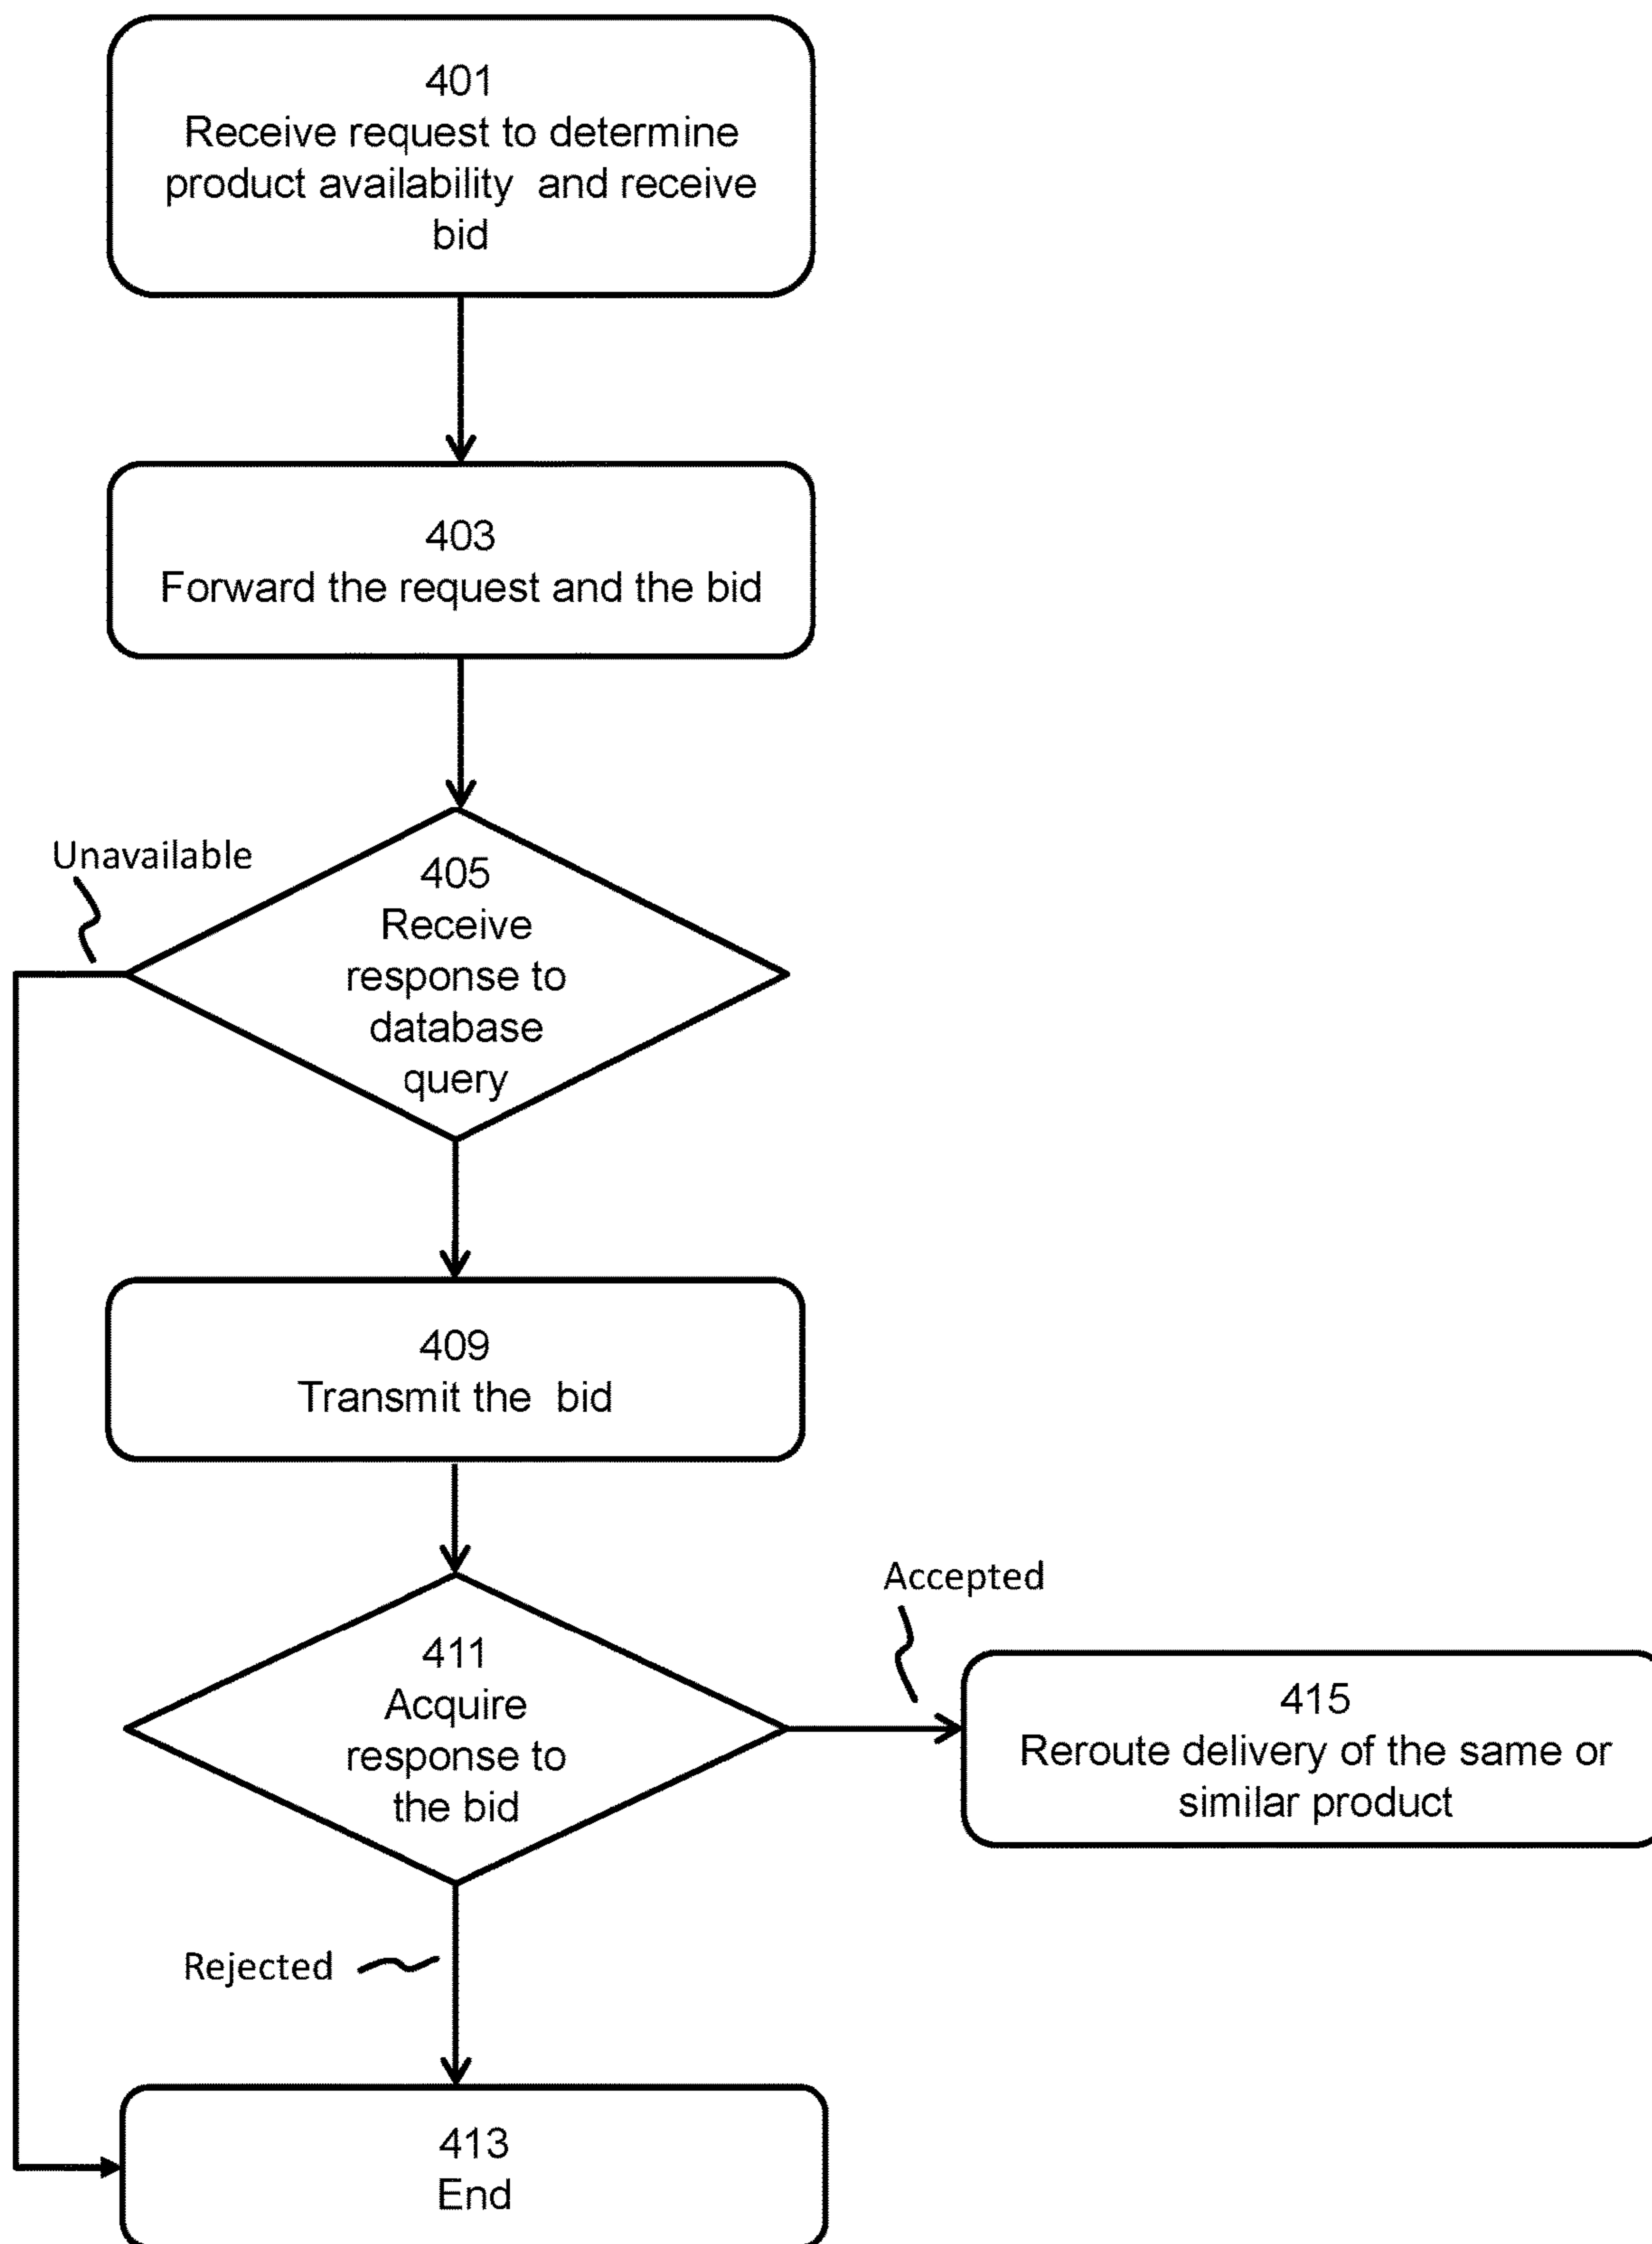 401
Receive request to determine
product availability  and receive
bid
403
Forward the request and the bid
Unavailable
405
Receive
response to
database
query
409
Transmit the  bid
Accepted
411
Acquire
response to
the bid
415
Reroute delivery of the same or
similar product
Rejected
413
End